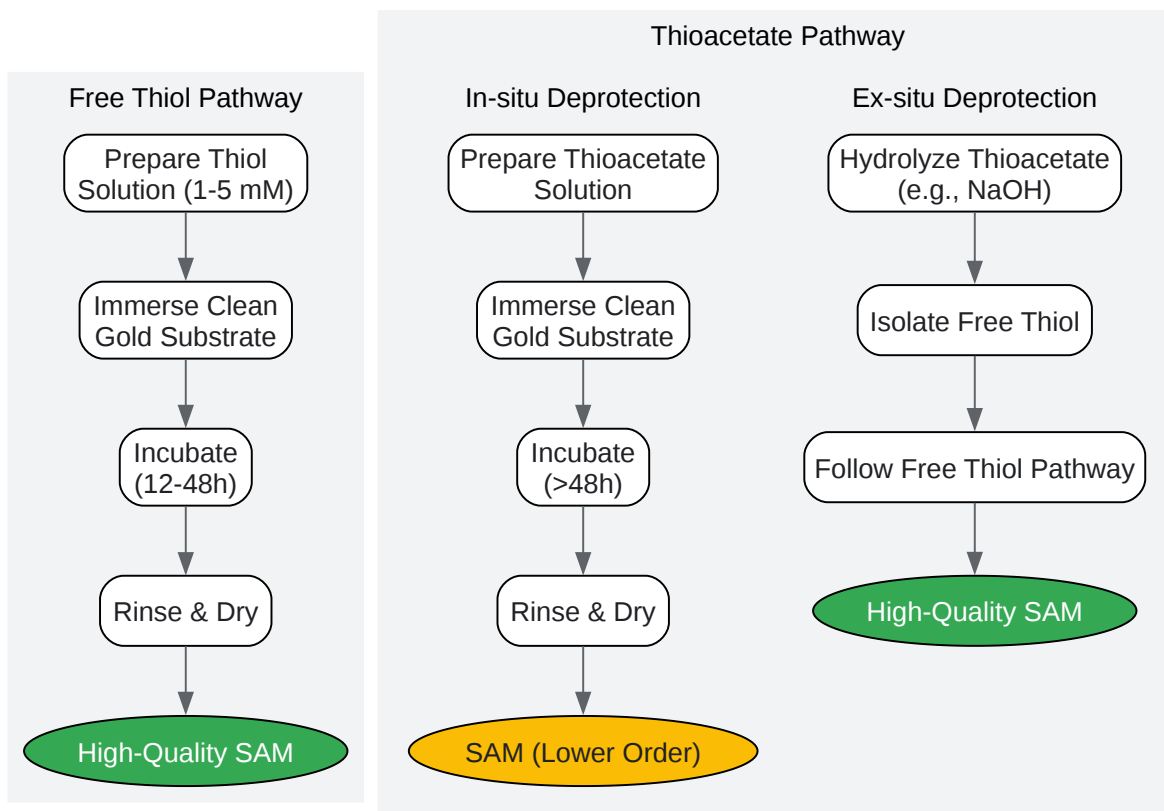 Thioacetate Pathway
Free Thiol Pathway
Prepare Thiol
Solution (1-5 mM)
Immerse Clean
Gold Substrate
Incubate
(12-48h)
Rinse & Dry
High-Quality SAM
In-situ Deprotection
Prepare Thioacetate
Solution
Immerse Clean
Gold Substrate
Incubate
(>48h)
Rinse & Dry
SAM (Lower Order)
Ex-situ Deprotection
Hydrolyze Thioacetate
(e.g., NaOH)
Isolate Free Thiol
Follow Free Thiol Pathway
High-Quality SAM